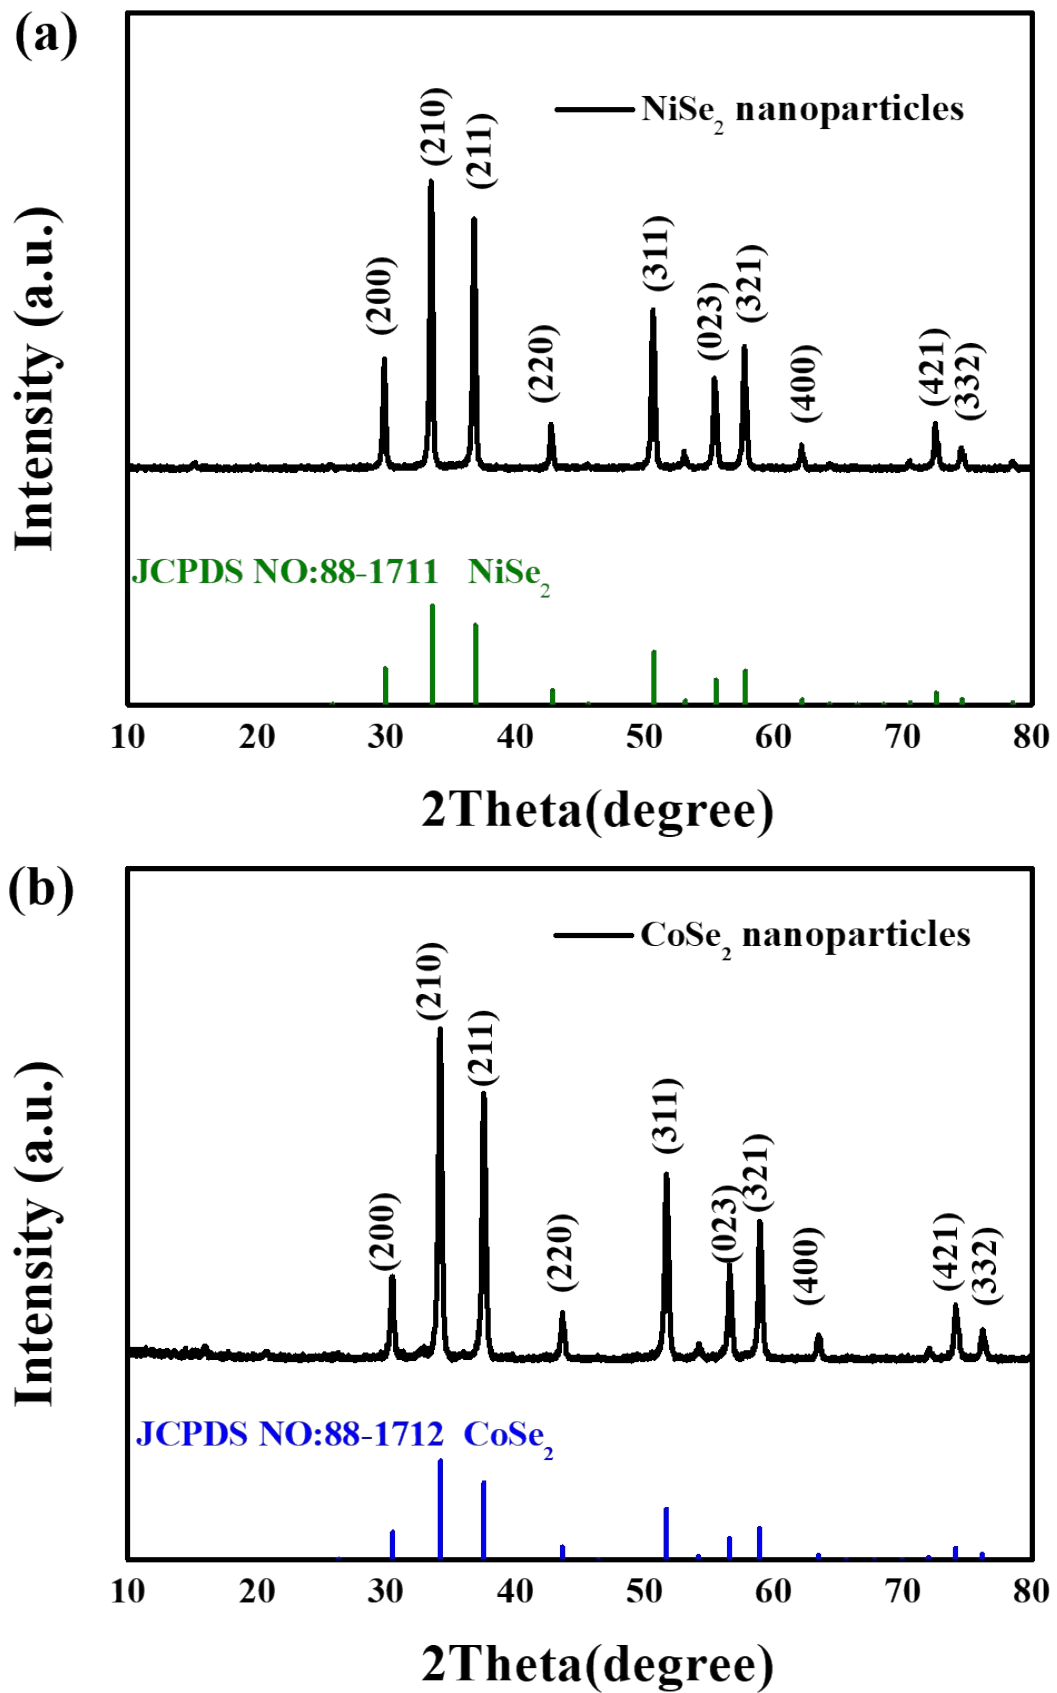 (a)
NiSe2 nanoparticles
(200)
(210)
(211)
(220)
(311)
(023)
(321)
(400)
(421)
(332)
Intensity (a.u.)
JCPDS NO:88-1711 NiSe2
10 20 30 40 50 60 70 80
2Theta(degree)
(b)
CoSe2 nanoparticles
(200)
(210)
(211)
(220)
(311)
(023)
(321)
(400)
(421)
(332)
Intensity (a.u.)
JCPDS NO:88-1712 CoSe2
10 20 30 40 50 60 70 80
2Theta(degree)